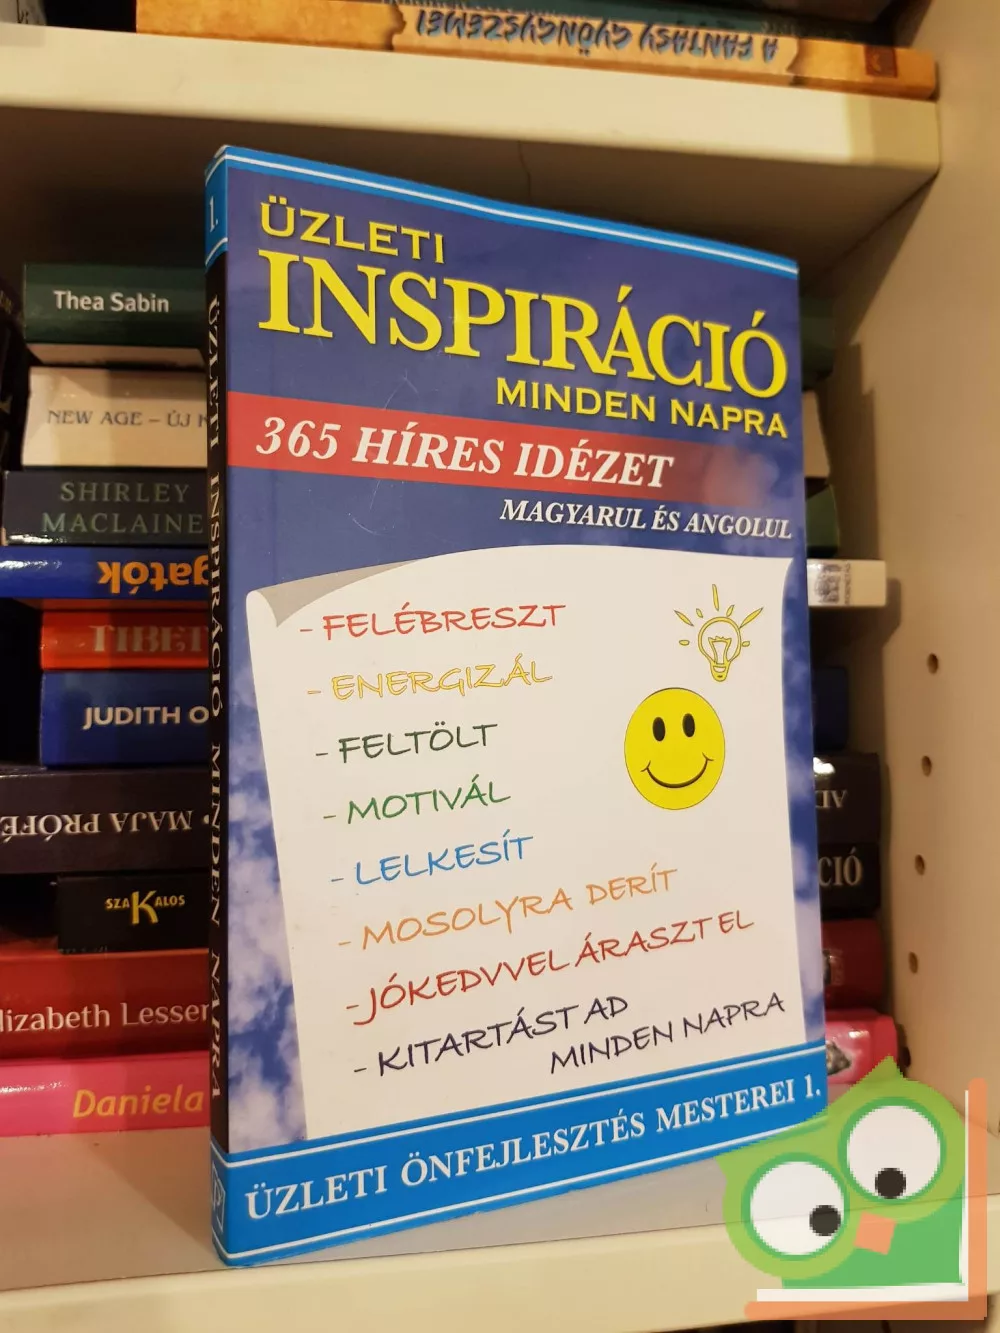 A FANTASY GYÖNGYSZEMEI
1.
ÜZLETI INSPIRÁCIÓ MINDEN NAPRA
ÜZLETI
INSPIRÁCIÓ
MINDEN NAPRA
365 HÍRES IDÉZET
MAGYARUL ÉS ANGOLUL
- FELÉBRESZT
- ENERGIZÁL
- FELTÖLT
- MOTIVÁL
- LELKESÍT
- MOSOLYRA DERÍT
- JÓKEDVVEL ÁRASZT EL
- KITARTÁST AD
MINDEN NAPRA
ÜZLETI ÖNFEJLESZTÉS MESTEREI 1.
Thea Sabin
NEW AGE – ÚJ
SHIRLEY
MACLAINE
gatók
TIBET
JUDITH O
MAJA PRÓFÉ
SZAKALOS
lizabeth Lesser
Daniela
CIÓ